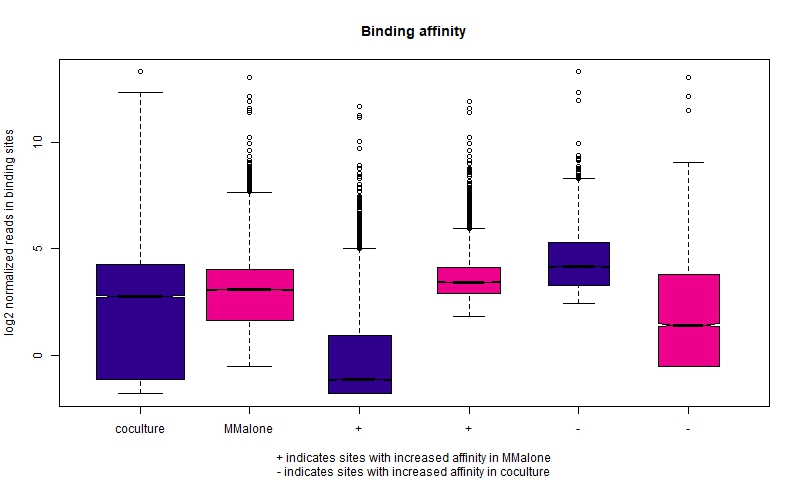 Binding affinity
log2 normalized reads in binding sites
10
5
0
coculture MMalone + + - -
+ indicates sites with increased affinity in MMalone
- indicates sites with increased affinity in coculture